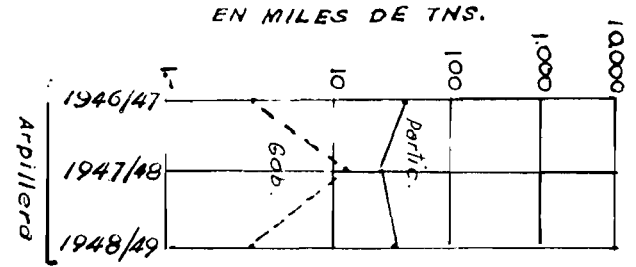 EN MILES DE TNS.
1.-
10
100
1.000
10.000
Arpillera
1946/47
1947/48
1948/49
Gob.
Partic.